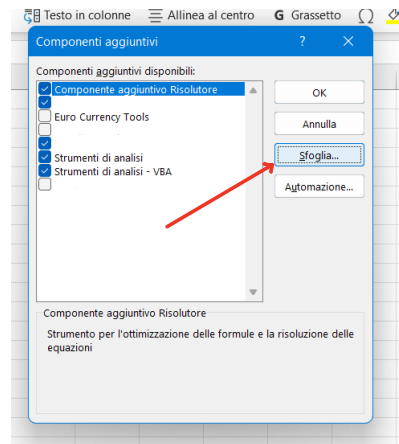 Testo in colonne Allinea al centro G Grassetto
Componenti aggiuntivi ?
Componenti aggiuntivi disponibili:
Componente aggiuntivo Risolutore
Euro Currency Tools
Strumenti di analisi
Strumenti di analisi - VBA
OK
Annulla
Sfoglia...
Automazione...
Componente aggiuntivo Risolutore
Strumento per l'ottimizzazione delle formule e la risoluzione delle
equazioni